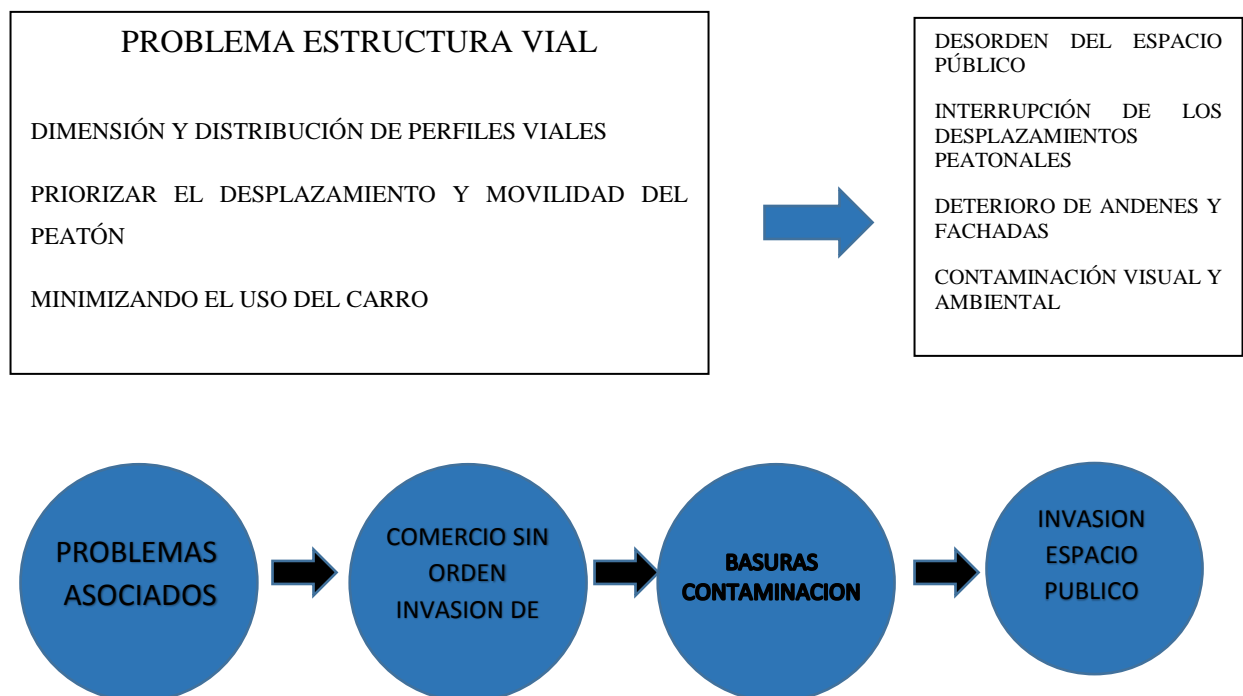 PROBLEMA ESTRUCTURA VIAL
DIMENSIÓN Y DISTRIBUCIÓN DE PERFILES VIALES
PRIORIZAR EL DESPLAZAMIENTO Y MOVILIDAD DEL
PEATÓN
MINIMIZANDO EL USO DEL CARRO
DESORDEN DEL ESPACIO
PÚBLICO
INTERRUPCIÓN DE LOS
DESPLAZAMIENTOS
PEATONALES
DETERIORO DE ANDENES Y
FACHADAS
CONTAMINACIÓN VISUAL Y
AMBIENTAL
PROBLEMAS
ASOCIADOS
COMERCIO SIN
ORDEN
INVASION DE
BASURAS
CONTAMINACION
INVASION
ESPACIO
PUBLICO